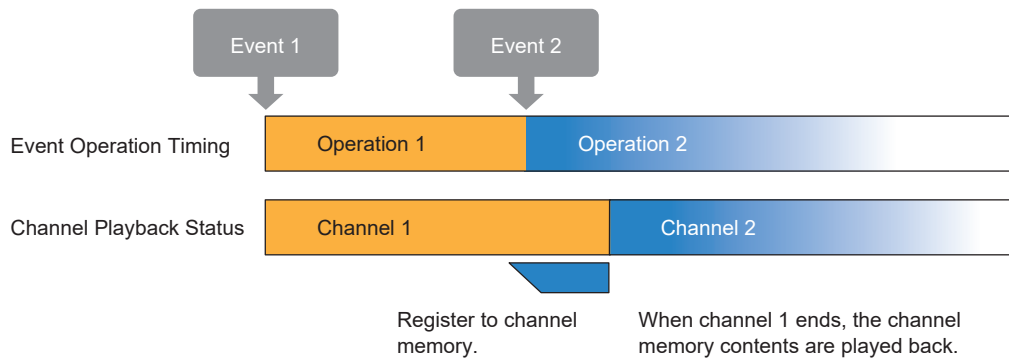 Event 1
Event 2
Event Operation Timing
Operation 1
Operation 2
Channel Playback Status
Channel 1
Channel 2
Register to channel
memory.
When channel 1 ends, the channel
memory contents are played back.